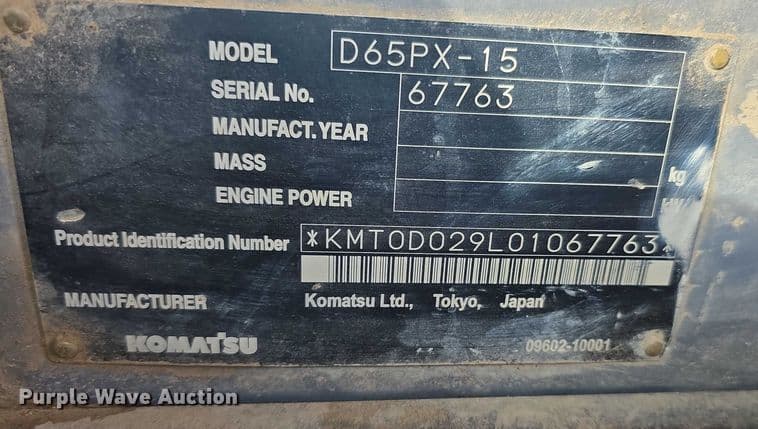 MODEL D65PX-15
SERIAL No. 67763
MANUFACT. YEAR
MASS kg
ENGINE POWER
Product Identification Number *KMT0D029L01067763*
MANUFACTURER Komatsu Ltd., Tokyo, Japan
KOMATSU 09602-10001
Purple Wave Auction